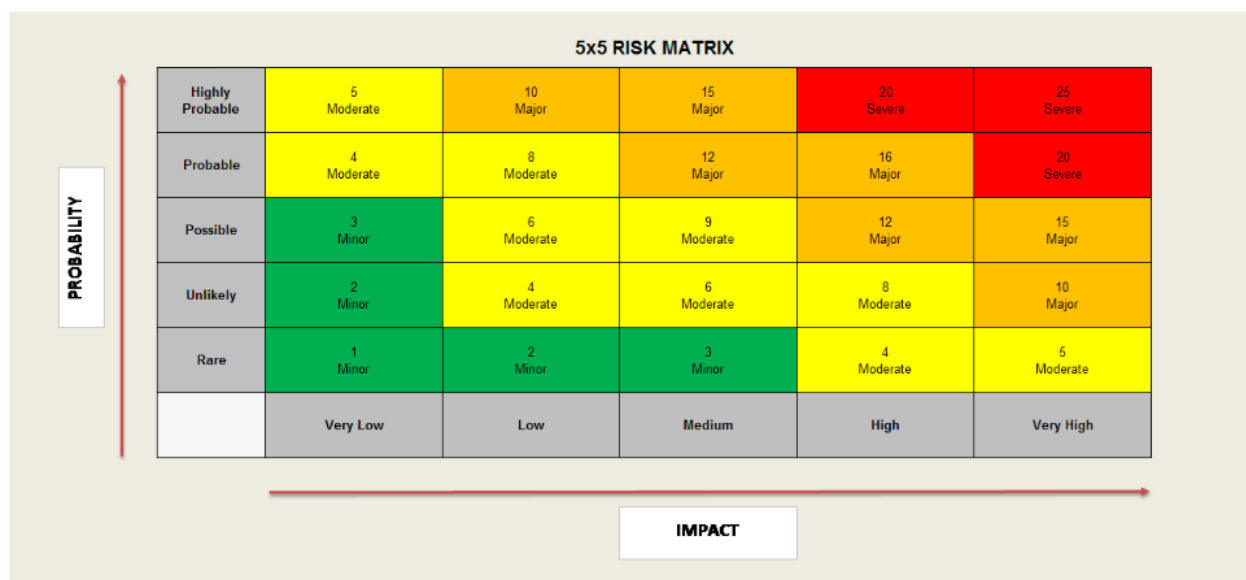 5x5 RISK MATRIX
Highly
Probable
5
Moderate
10
Major
15
Major
20
Severe
25
Severe
Probable
4
Moderate
8
Moderate
12
Major
16
Major
20
Severe
PROBABILITY
Possible
3
Minor
6
Moderate
9
Moderate
12
Major
15
Major
Unlikely
2
Minor
4
Moderate
6
Moderate
8
Moderate
10
Major
Rare
1
Minor
2
Minor
3
Minor
4
Moderate
5
Moderate
Very Low
Low
Medium
High
Very High
IMPACT